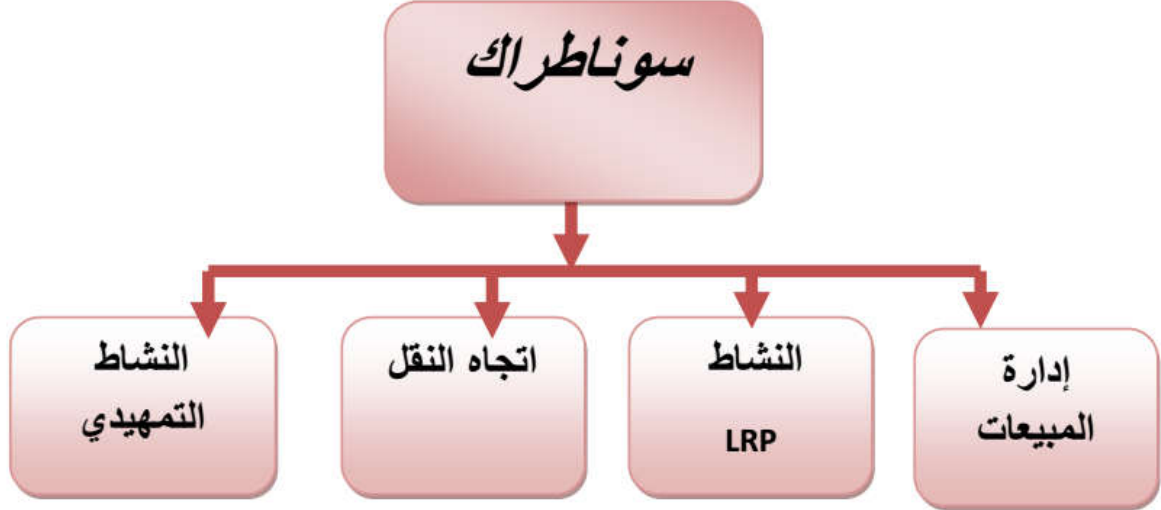 سوناطراك
إدارة
المبيعات
النشاط
LRP
اتجاه النقل
النشاط
التمهيدي